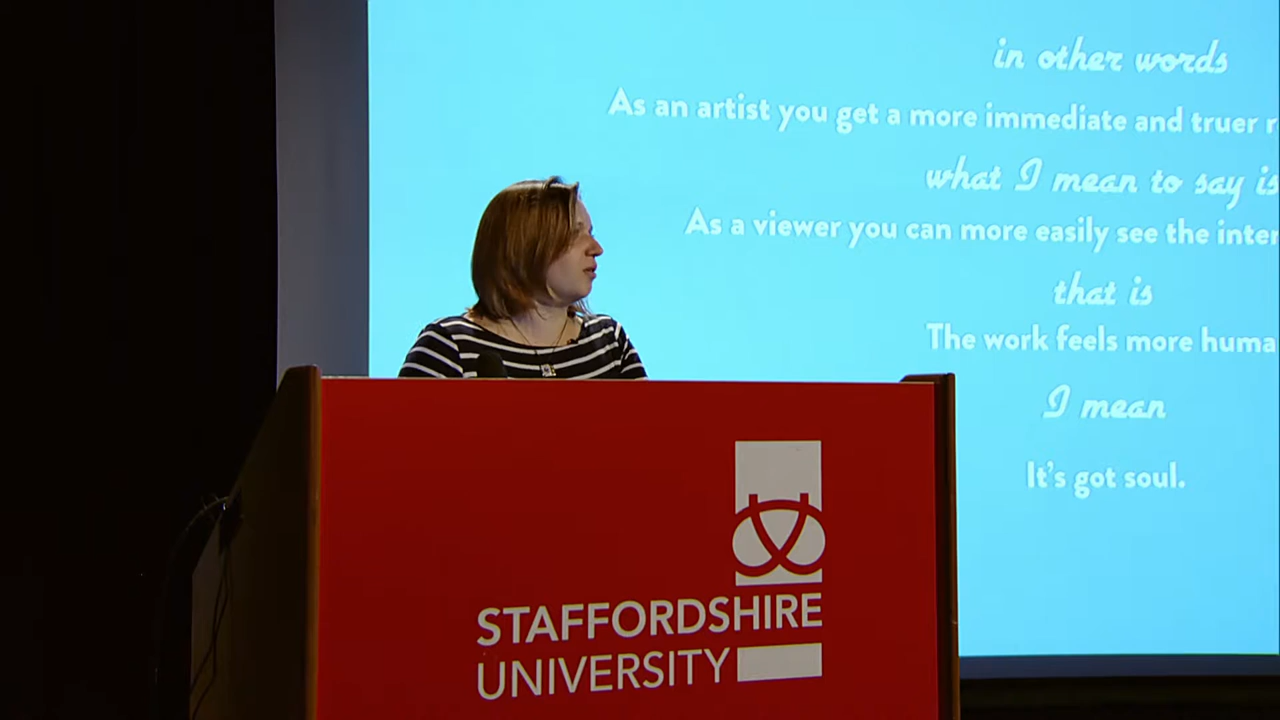 in other words
As an artist you get a more immediate and truer
what I mean to say is
As a viewer you can more easily see the
that is
The work feels more
I mean
It's got soul.
STAFFORDSHIRE
UNIVERSITY